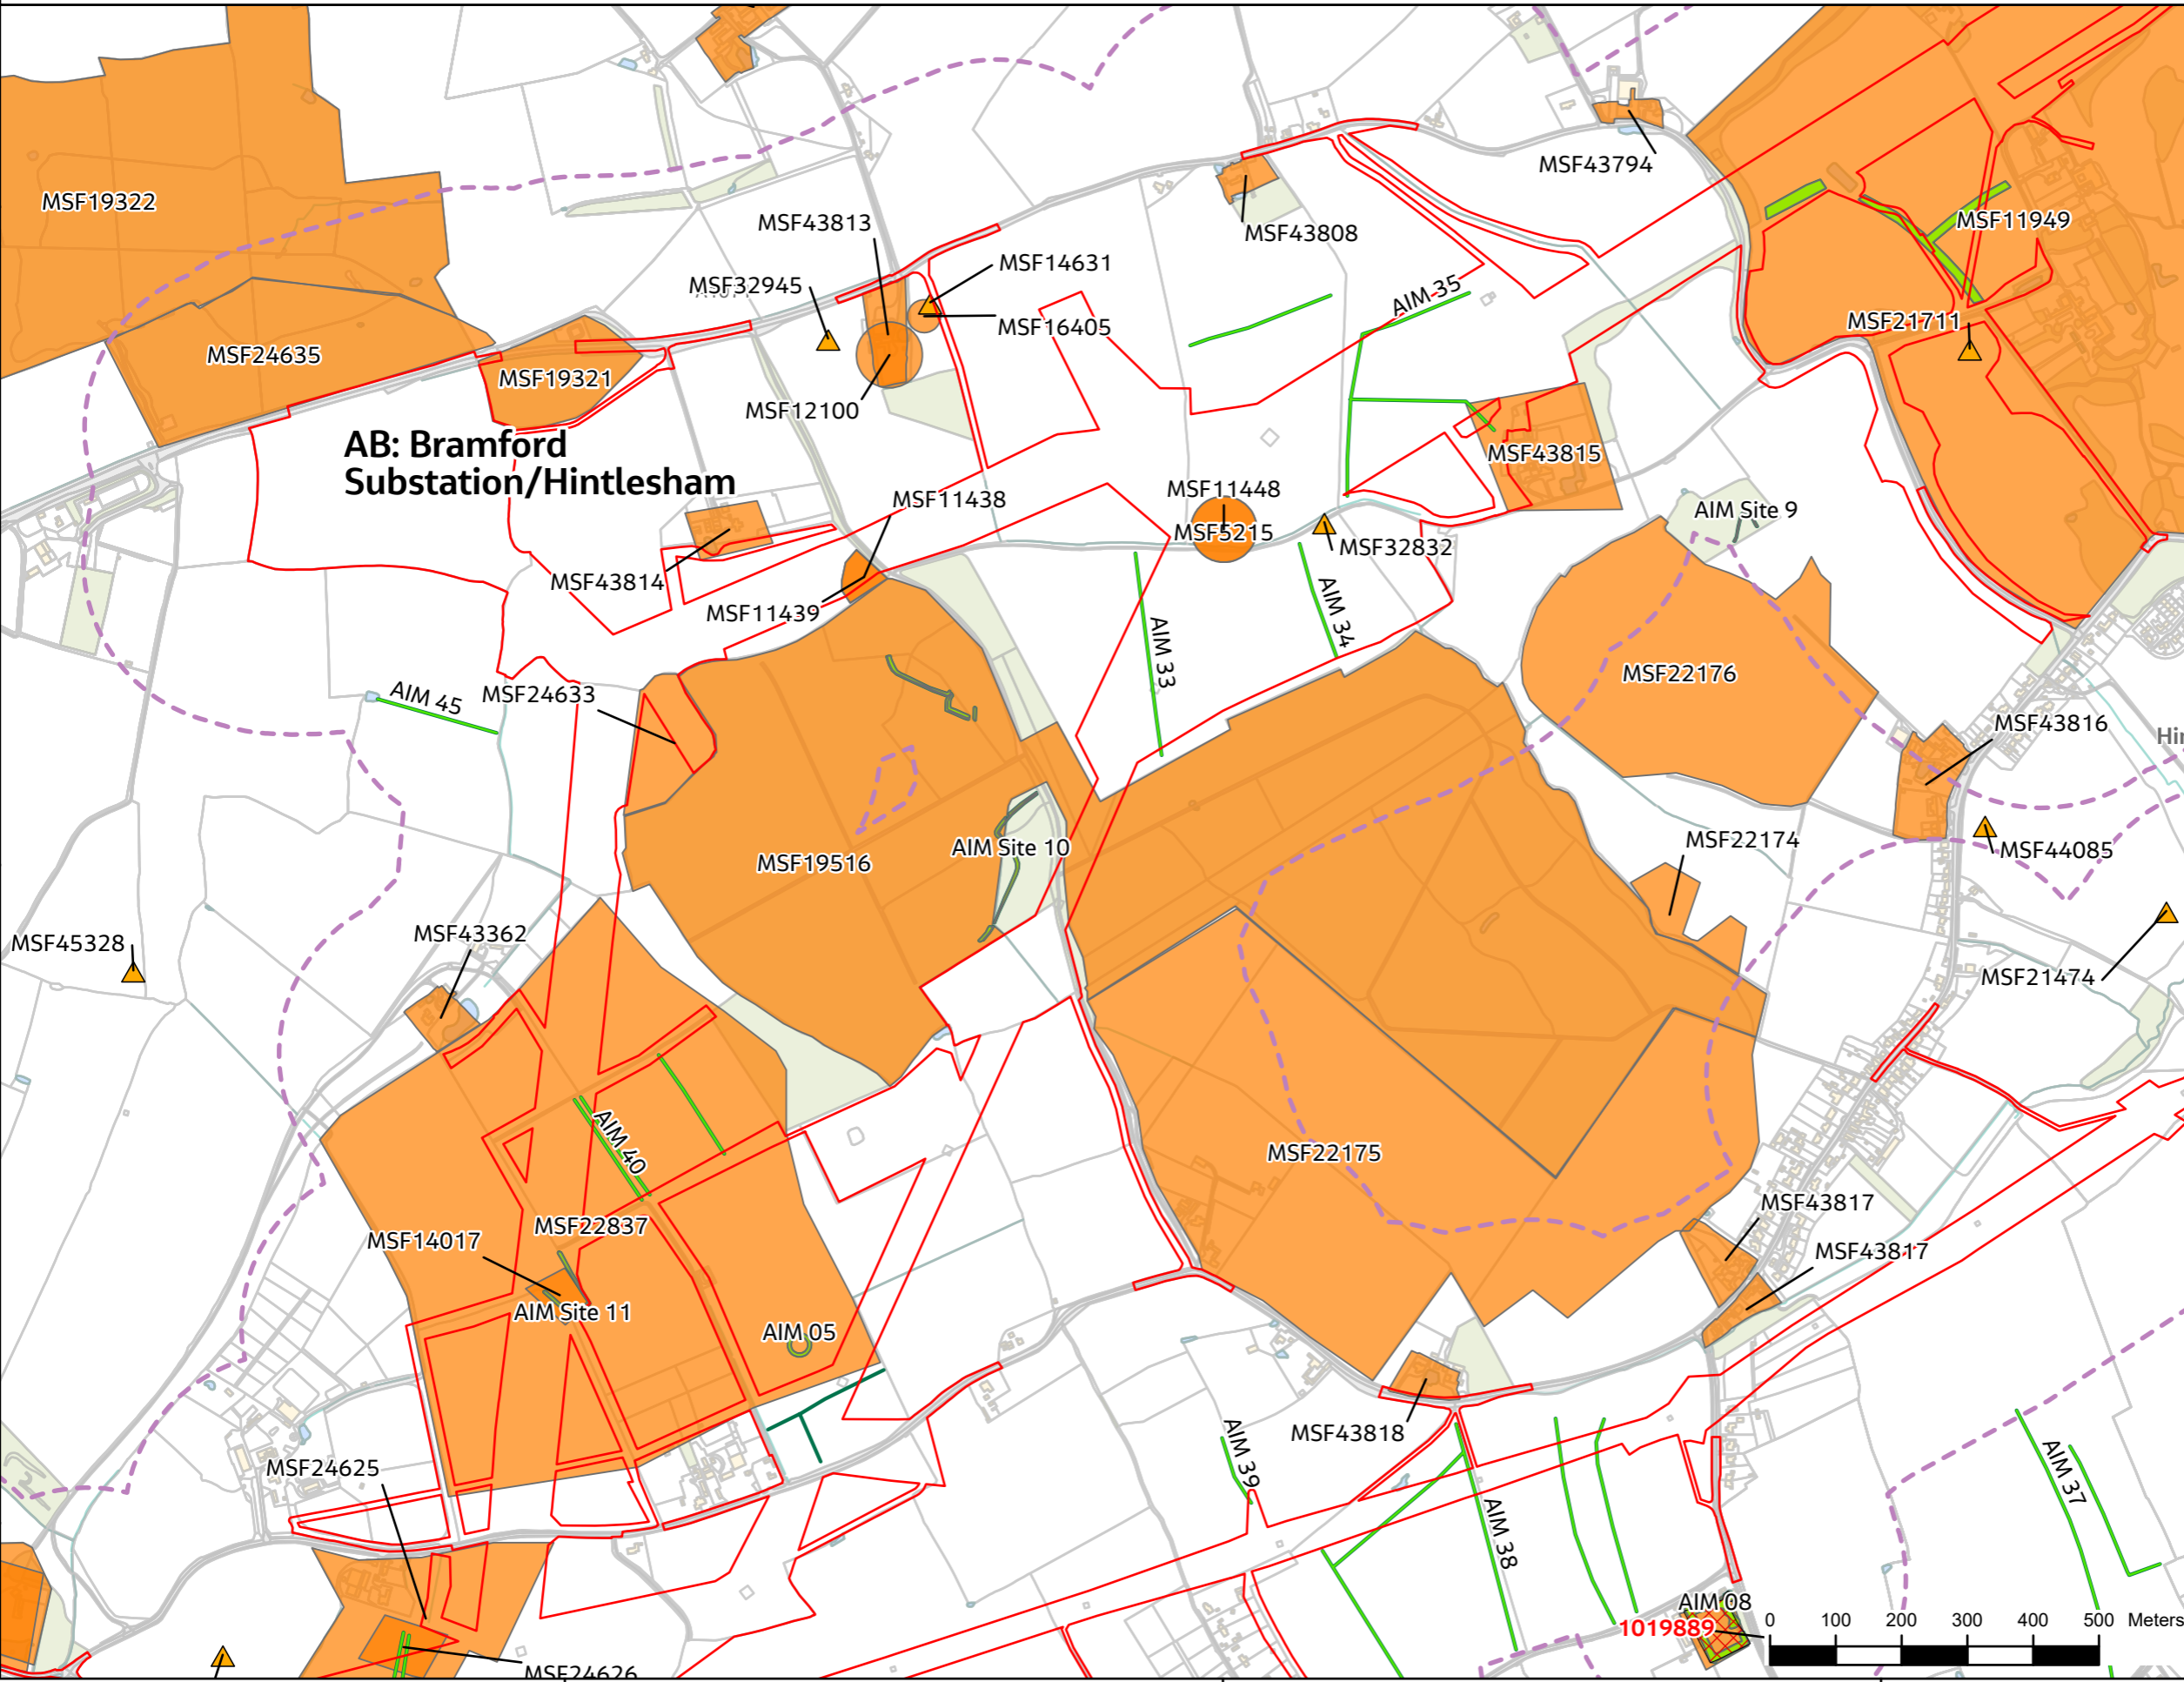 MSF43794
MSF19322
MSF11949
MSF43813
MSF43808
MSF14631
MSF32945
AIM 35
MSF16405
MSF21711
MSF24635
MSF19321
MSF12100
AB: Bramford
Substation/Hintlesham
MSF43815
MSF11448
MSF11438
AIM Site 9
MSF5215
MSF32832
MSF43814
MSF11439
AIM 34
AIM 33
MSF22176
AIM 45
MSF24633
MSF43816
Hin
MSF22174
AIM Site 10
MSF44085
MSF19516
MSF43362
MSF45328
MSF21474
AIM 40
MSF22175
MSF43817
MSF22837
MSF14017
MSF43817
AIM Site 11
AIM 05
MSF43818
AIM 39
MSF24625
AIM 37
AIM 38
AIM 08
1019889
0 100 200 300 400 500 Meters
MSF24626